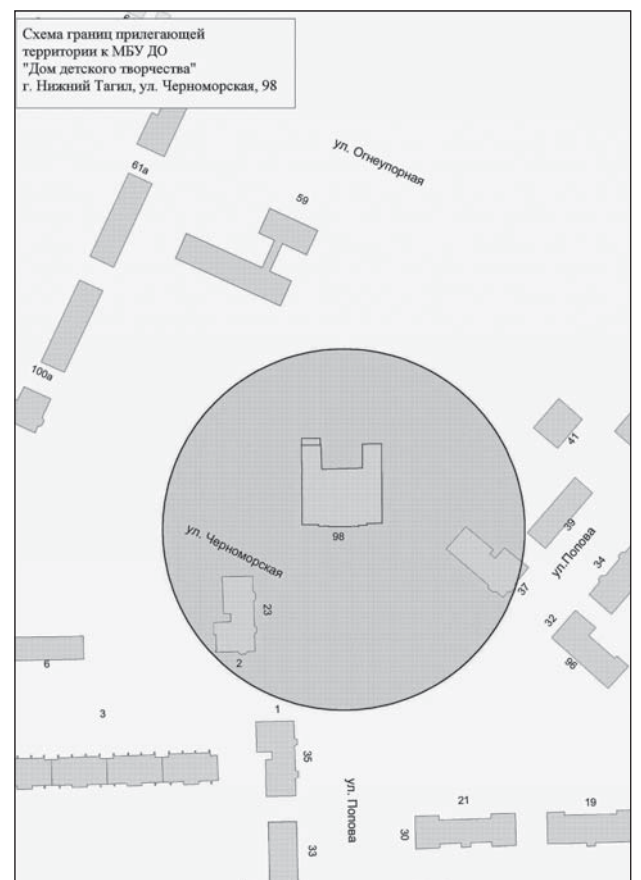 Схема границ прилегающей
территории к МБУ ДО
"Дом детского творчества"
г. Нижний Тагил, ул. Черноморская, 98
ул. Огнеупорная
61а
59
100а
41
98
39
ул.Попова
34
ул. Черноморская
37
23
32
96
2
6
1
3
35
ул. Попова
21
19
30
33